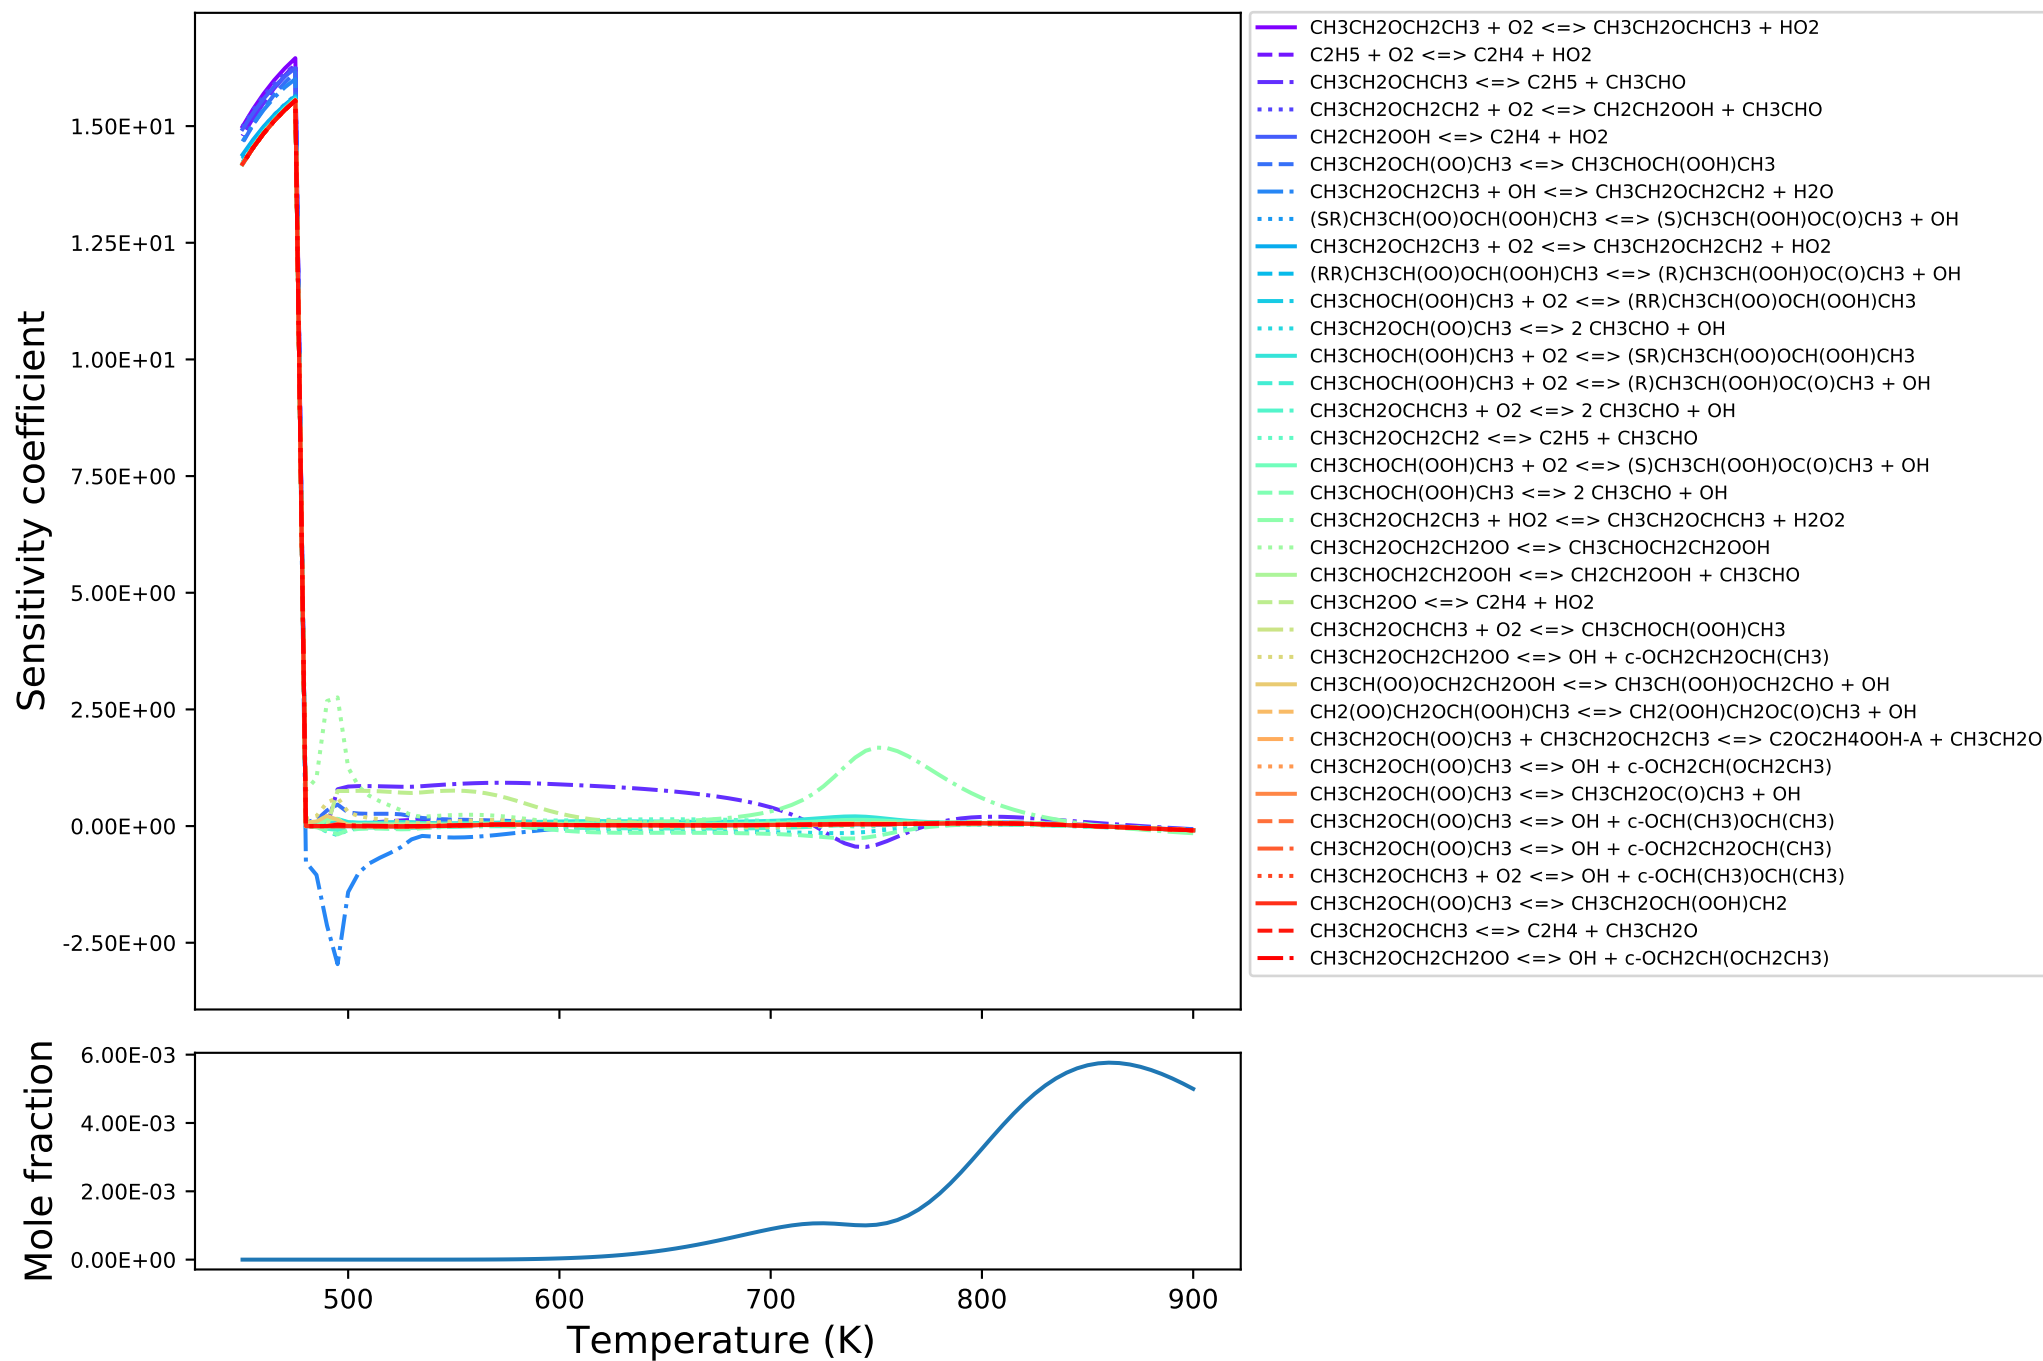 Sensitivity coefficient
1.50E+01
1.25E+01
1.00E+01
7.50E+00
5.00E+00
2.50E+00
0.00E+00
-2.50E+00
CH3CH2OCH2CH3 + O2 <=> CH3CH2OCHCH3 + HO2
C2H5 + O2 <=> C2H4 + HO2
CH3CH2OCHCH3 <=> C2H5 + CH3CHO
CH3CH2OCH2CH2 + O2 <=> CH2CH2OOH + CH3CHO
CH2CH2OOH <=> C2H4 + HO2
CH3CH2OCH(OO)CH3 <=> CH3CHOCH(OOH)CH3
CH3CH2OCH2CH3 + OH <=> CH3CH2OCH2CH2 + H2O
(SR)CH3CH(OO)OCH(OOH)CH3 <=> (S)CH3CH(OOH)OC(O)CH3 + OH
CH3CH2OCH2CH3 + O2 <=> CH3CH2OCH2CH2 + HO2
(RR)CH3CH(OO)OCH(OOH)CH3 <=> (R)CH3CH(OOH)OC(O)CH3 + OH
CH3CHOCH(OOH)CH3 + O2 <=> (RR)CH3CH(OO)OCH(OOH)CH3
CH3CH2OCH(OO)CH3 <=> 2 CH3CHO + OH
CH3CHOCH(OOH)CH3 + O2 <=> (SR)CH3CH(OO)OCH(OOH)CH3
CH3CHOCH(OOH)CH3 + O2 <=> (R)CH3CH(OOH)OC(O)CH3 + OH
CH3CH2OCHCH3 + O2 <=> 2 CH3CHO + OH
CH3CH2OCH2CH2 <=> C2H5 + CH3CHO
CH3CHOCH(OOH)CH3 + O2 <=> (S)CH3CH(OOH)OC(O)CH3 + OH
CH3CHOCH(OOH)CH3 <=> 2 CH3CHO + OH
CH3CH2OCH2CH3 + HO2 <=> CH3CH2OCHCH3 + H2O2
CH3CH2OCH2CH2OO <=> CH3CHOCH2CH2OOH
CH3CHOCH2CH2OOH <=> CH2CH2OOH + CH3CHO
CH3CH2OO <=> C2H4 + HO2
CH3CH2OCHCH3 + O2 <=> CH3CHOCH(OOH)CH3
CH3CH2OCH2CH2OO <=> OH + c-OCH2CH2OCH(CH3)
CH3CH(OO)OCH2CH2OOH <=> CH3CH(OOH)OCH2CHO + OH
CH2(OO)CH2OCH(OOH)CH3 <=> CH2(OOH)CH2OC(O)CH3 + OH
CH3CH2OCH(OO)CH3 + CH3CH2OCH2CH3 <=> C2OC2H4OOH-A + CH3CH2O
CH3CH2OCH(OO)CH3 <=> OH + c-OCH2CH(OCH2CH3)
CH3CH2OCH(OO)CH3 <=> CH3CH2OC(O)CH3 + OH
CH3CH2OCH(OO)CH3 <=> OH + c-OCH(CH3)OCH(CH3)
CH3CH2OCH(OO)CH3 <=> OH + c-OCH2CH2OCH(CH3)
CH3CH2OCHCH3 + O2 <=> OH + c-OCH(CH3)OCH(CH3)
CH3CH2OCH(OO)CH3 <=> CH3CH2OCH(OOH)CH2
CH3CH2OCHCH3 <=> C2H4 + CH3CH2O
CH3CH2OCH2CH2OO <=> OH + c-OCH2CH(OCH2CH3)
Mole fraction
6.00E-03
4.00E-03
2.00E-03
0.00E+00
500 600 700 800 900
Temperature (K)